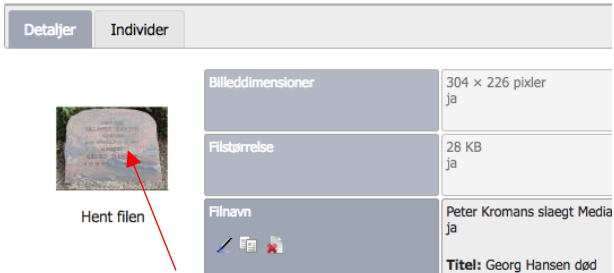 Detaljer
Individer
Billeddimensioner
304 × 226 pixler
ja
Filstørrelse
28 KB
ja
Hent filen
Filnavn
Peter Kromans slaegt Media
ja
Titel: Georg Hansen død